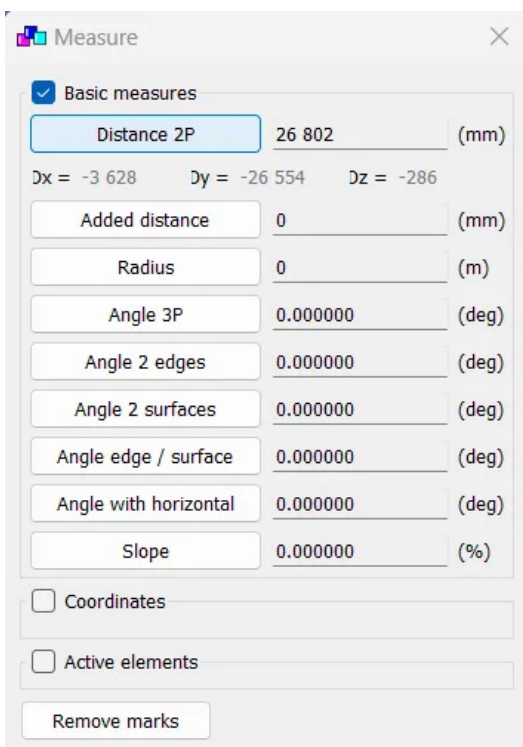 Measure
Basic measures
Distance 2P 26 802 (mm)
Dx = -3 628 Dy = -26 554 Dz = -286
Added distance 0 (mm)
Radius 0 (m)
Angle 3P 0.000000 (deg)
Angle 2 edges 0.000000 (deg)
Angle 2 surfaces 0.000000 (deg)
Angle edge / surface 0.000000 (deg)
Angle with horizontal 0.000000 (deg)
Slope 0.000000 (%)
Coordinates
Active elements
Remove marks